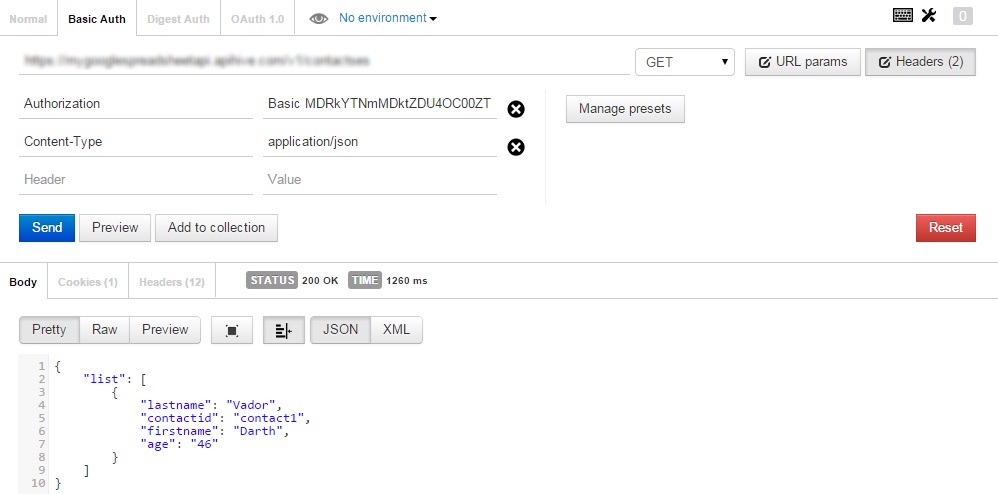 Normal Basic Auth Digest Auth OAuth 1.0 No environment 0
GET URL params Headers (2)
Authorization Basic MDRkYTNmMDktZDU4OC00ZT
Manage presets
Content-Type application/json
Header Value
Send Preview Add to collection Reset
Body Cookies (1) Headers (12) STATUS 200 OK TIME 1260 ms
Pretty Raw Preview JSON XML
1 {
2 "list": [
3 {
4 "lastname": "Vador",
5 "contactid": "contact1",
6 "firstname": "Darth",
7 "age": "46"
8 }
9 ]
10 }